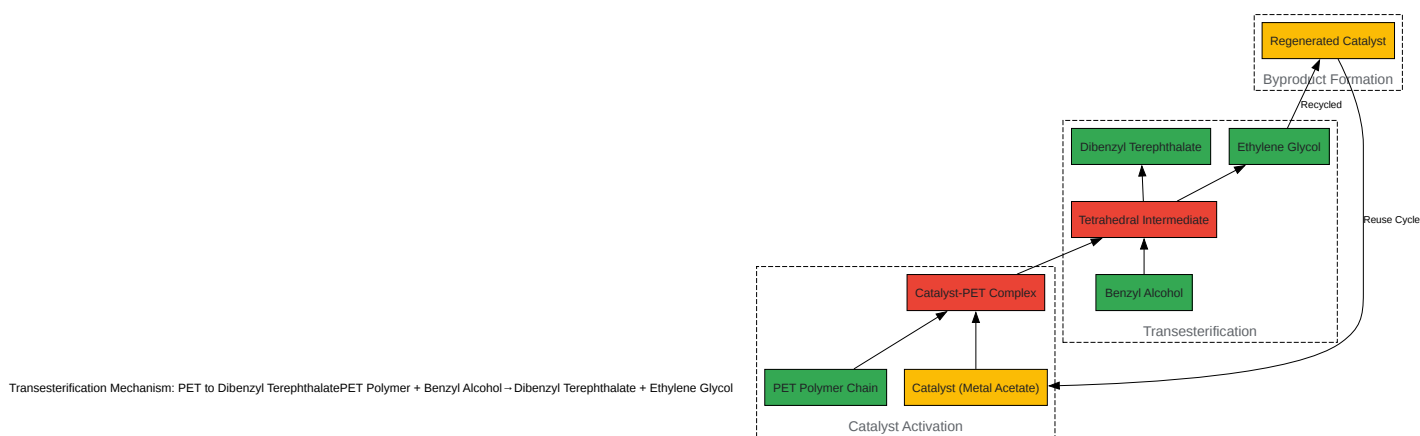 Regenerated Catalyst
Byproduct Formation
Recycled
Dibenzyl Terephthalate
Ethylene Glycol
Tetrahedral Intermediate
Reuse Cycle
Catalyst-PET Complex
Benzyl Alcohol
Transesterification
Transesterification Mechanism: PET to Dibenzyl TerephthalatePET Polymer + Benzyl Alcohol→Dibenzyl Terephthalate + Ethylene Glycol
PET Polymer Chain
Catalyst (Metal Acetate)
Catalyst Activation